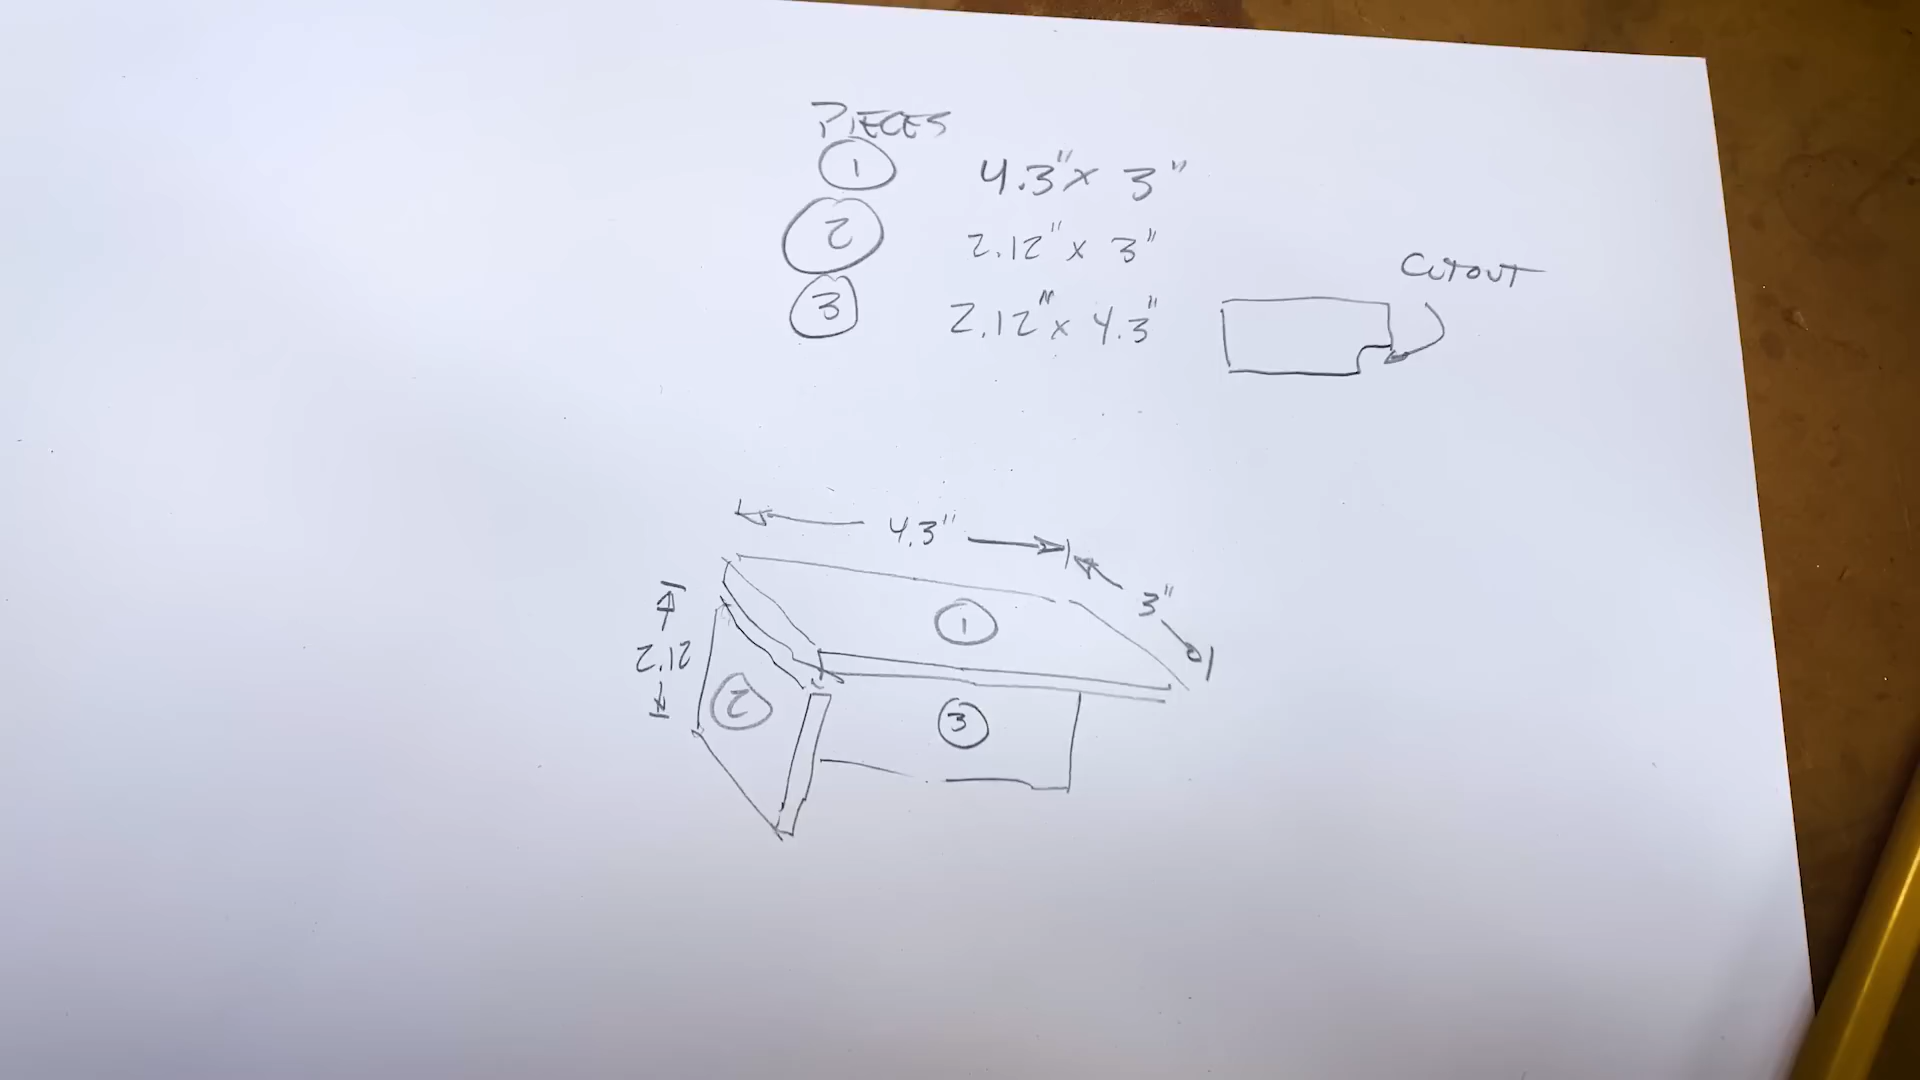 PIECES
1 4.3" x 3"
2 2.12" x 3"
3 2.12" x 4.3"
CUTOUT
4.3"
3"
2.12
1
2
3